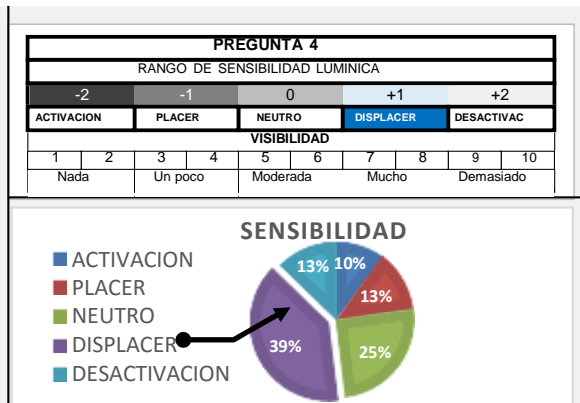 PREGUNTA 4
RANGO DE SENSIBILIDAD LUMINICA
-2 -1 0 +1 +2
ACTIVACION PLACER NEUTRO DISPLACER DESACTIVAC
VISIBILIDAD
1 2 3 4 5 6 7 8 9 10
Nada Un poco Moderada Mucho Demasiado
SENSIBILIDAD
ACTIVACION
PLACER
NEUTRO
DISPLACER
DESACTIVACION
13% 10%
13%
39% 25%